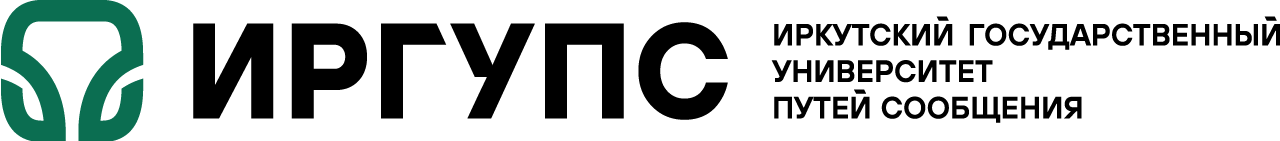 ИРГУПС
ИРКУТСКИЙ ГОСУДАРСТВЕННЫЙ
УНИВЕРСИТЕТ
ПУТЕЙ СООБЩЕНИЯ